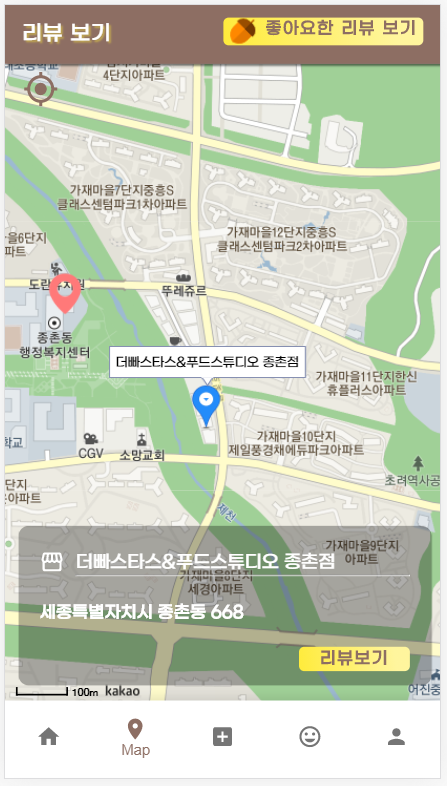 리뷰 보기
좋아요한 리뷰 보기
4단지아파트
가재마을7단지중흥S
클래스센텀파크1차아파트
가재마을12단지중흥S
클래스센텀파크2차아파트
을6단지
파트
뚜레쥬르
종촌동
행정복지센터
더빠스타스&푸드스튜디오 종촌점
가재마을11단지한신
휴플러스아파트
학교
CGV
소망교회
가재마을10단지
제일풍경채에듀파크아파트
초려역사공
단지
아파트
제천
가재마을9단지
아파트
더빠스타스&푸드스튜디오 종촌점
가재마을8단지
세경아파트
세종특별자치시 종촌동 668
리뷰보기
100m
kakao
어진중
Map